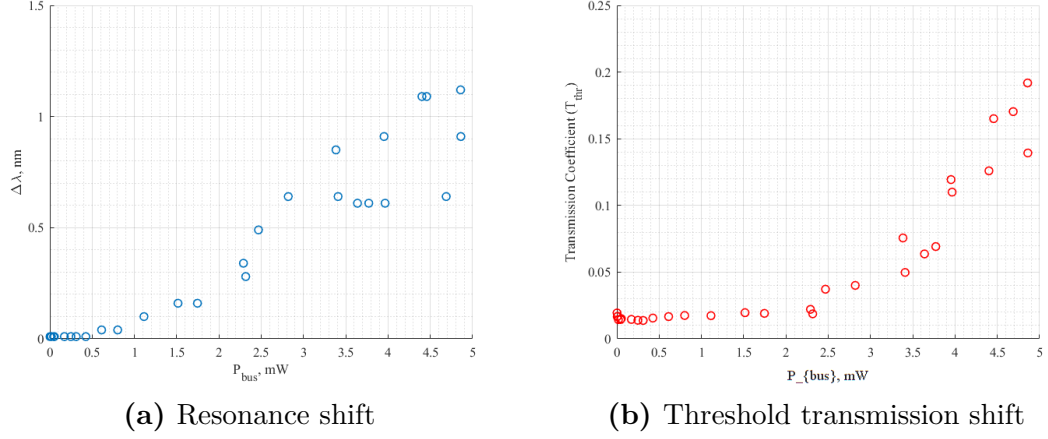 1.5
1
0.5
0
Δλ, nm
0 0.5 1 1.5 2 2.5 3 3.5 4 4.5 5
P_bus, mW
(a) Resonance shift
0.25
0.2
0.15
0.1
0.05
0
Transmission Coefficient (T_thr)
0 0.5 1 1.5 2 2.5 3 3.5 4 4.5 5
P_{bus}, mW
(b) Threshold transmission shift